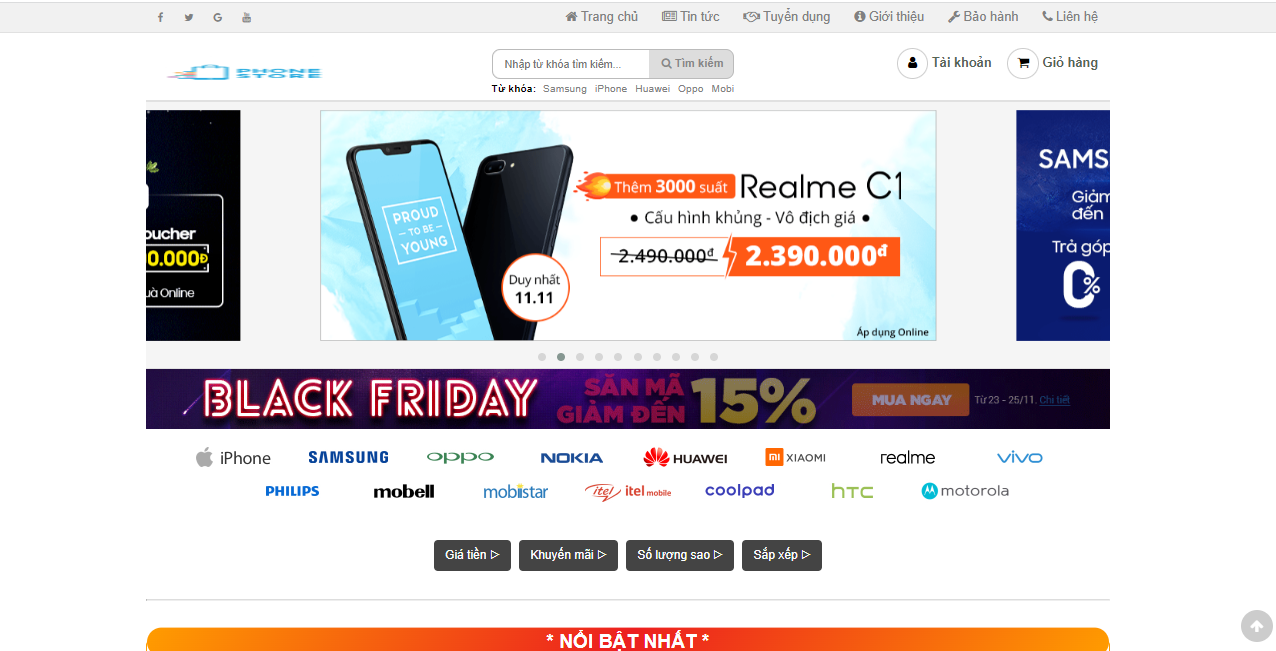 Trang chủ Tin tức Tuyển dụng Giới thiệu Bảo hành Liên hệ
PHONE
STORE
Nhập từ khóa tìm kiếm... Tìm kiếm
Tài khoản Giỏ hàng
Từ khóa: Samsung iPhone Huawei Oppo Mobi
oucher
0.000Đ
uà Online
PROUD
TO BE
YOUNG
Duy nhất
11.11
Thêm 3000 suất Realme C1
• Cấu hình khủng - Vô địch giá •
2.490.000đ 2.390.000đ
Áp dụng Online
SAMS
Giảm
đến
Trả góp
0%
BLACK FRIDAY
SĂN MÃ
GIẢM ĐẾN 15%
MUA NGAY Từ 23 - 25/11. Chi tiết
iPhone SAMSUNG oppo NOKIA HUAWEI mi XIAOMI realme vivo
PHILIPS mobell mobiistar itel itel mobile coolpad hTC motorola
Giá tiền ▷ Khuyến mãi ▷ Số lượng sao ▷ Sắp xếp ▷
* NỔI BẬT NHẤT *